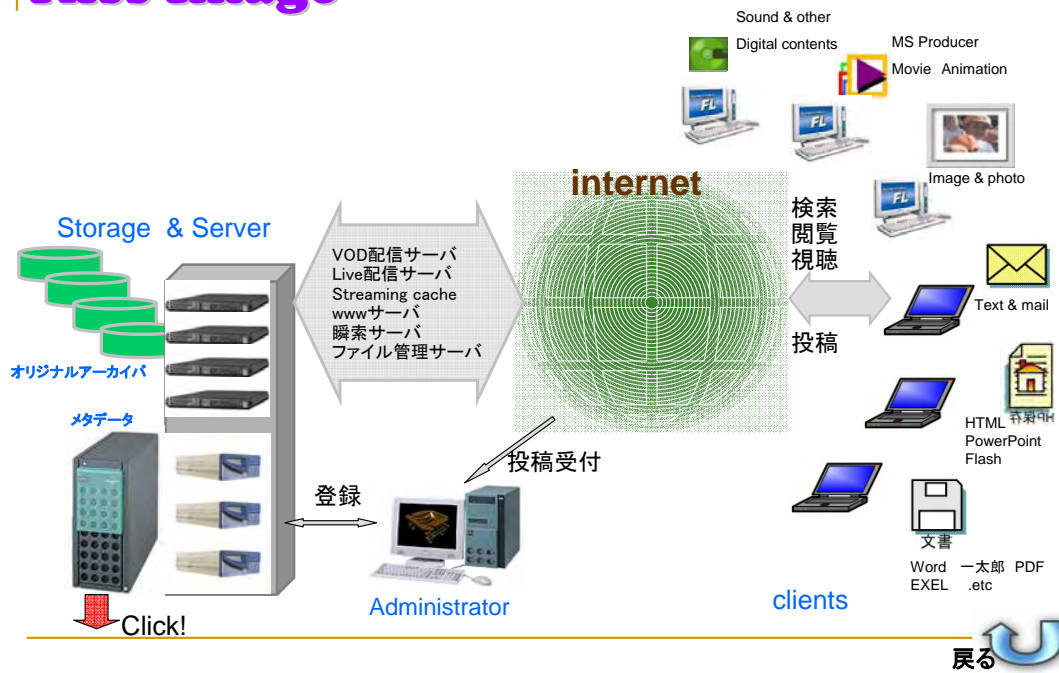 Image
Sound & other
Digital contents
MS Producer
Movie Animation
FL
FL
FL
Image & photo
internet
検索
閲覧
視聴
投稿
Storage & Server
VOD配信サーバ
Live配信サーバ
Streaming cache
wwwサーバ
瞬索サーバ
ファイル管理サーバ
オリジナルアーカイバ
メタデータ
Text & mail
HP保存
HTML
PowerPoint
Flash
投稿受付
登録
文書
Word 一太郎 PDF
EXEL .etc
Administrator
clients
Click!
戻る